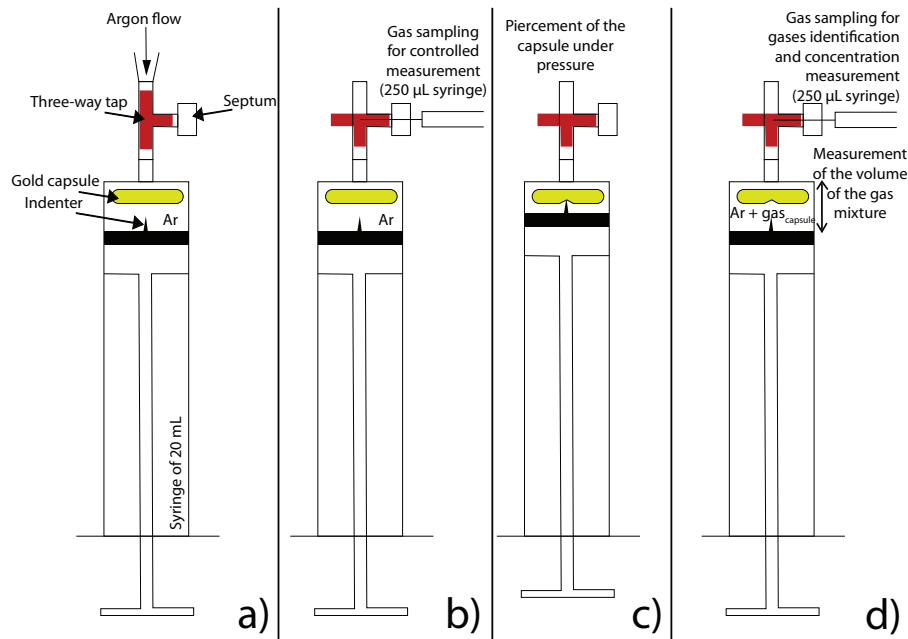 Argon flow
Three-way tap
Septum
Gold capsule
Indenter
Ar
Syringe of 20 mL
a)
Gas sampling
for controlled
measurement
(250 µL syringe)
Ar
b)
Piercement of the
capsule under
pressure
c)
Gas sampling for
gases identification
and concentration
measurement
(250 µL syringe)
Measurement
of the volume
of the gas
mixture
Ar + gas capsule
d)